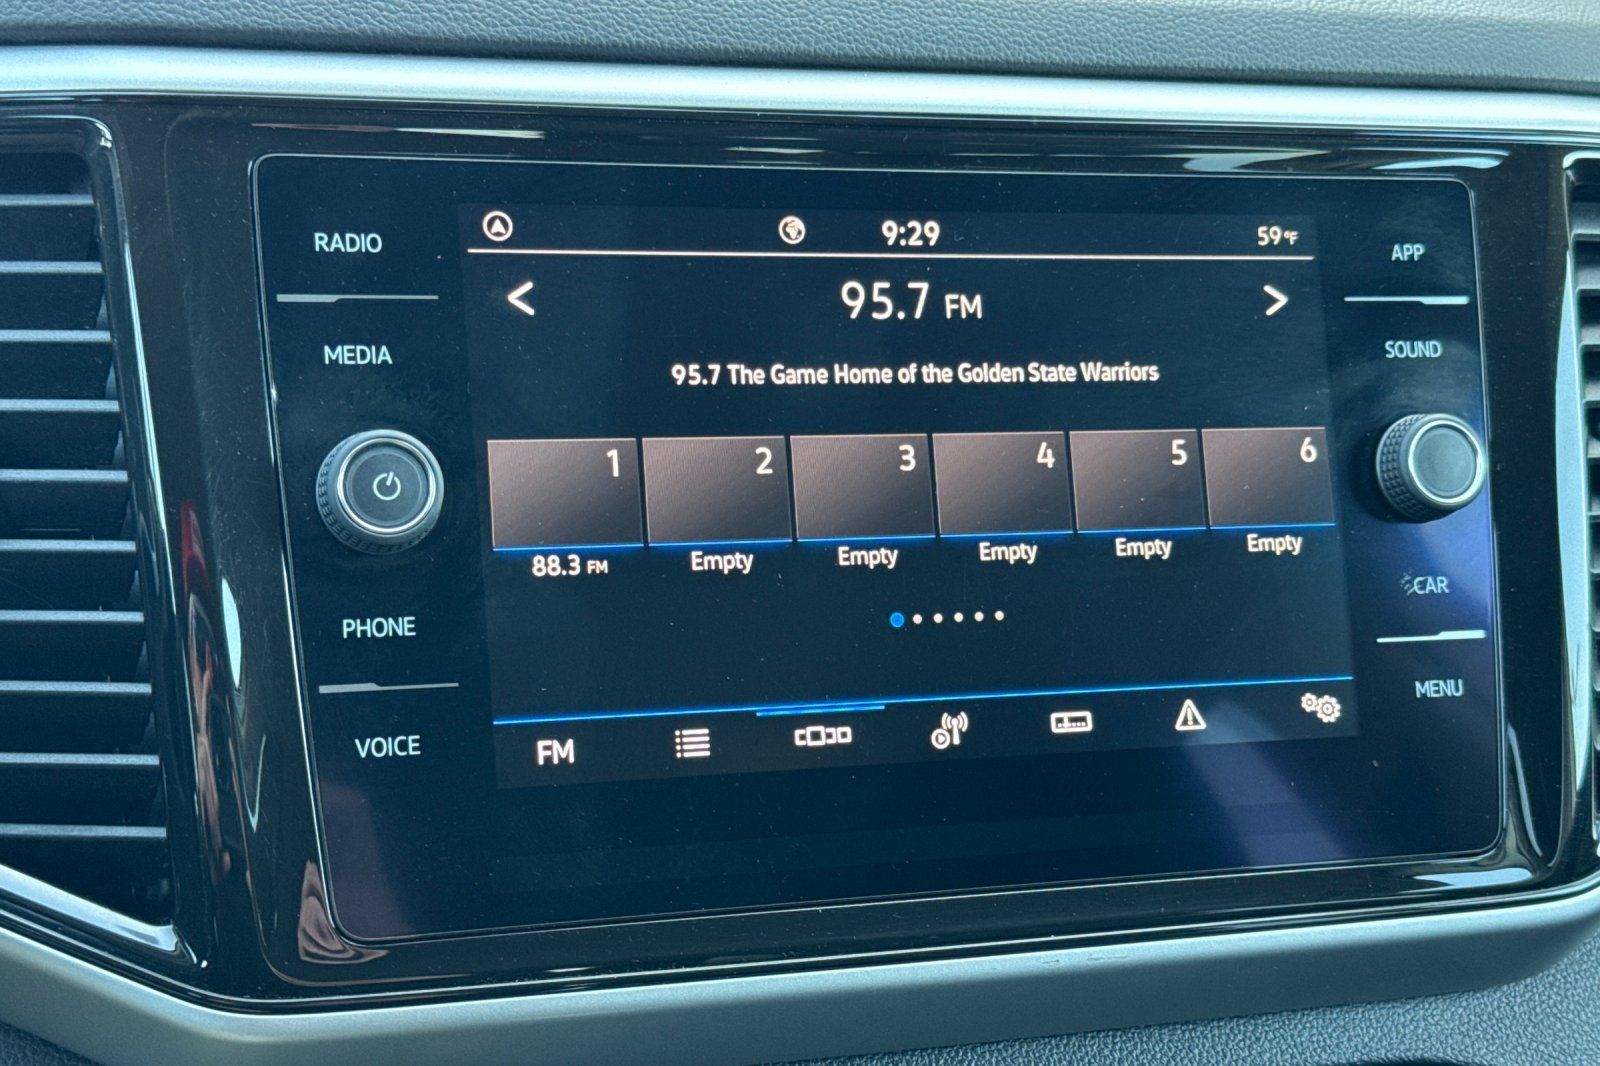 RADIO
MEDIA
PHONE
VOICE
9:29
59°F
95.7 FM
95.7 The Game Home of the Golden State Warriors
1
2
3
4
5
6
88.3 FM
Empty
Empty
Empty
Empty
Empty
FM
APP
SOUND
CAR
MENU